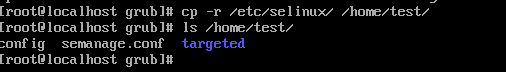 [root@localhost grub]# cp -r /etc/selinux/ /home/test/
[root@localhost grub]# ls /home/test/
config  semanage.conf  targeted
[root@localhost grub]#